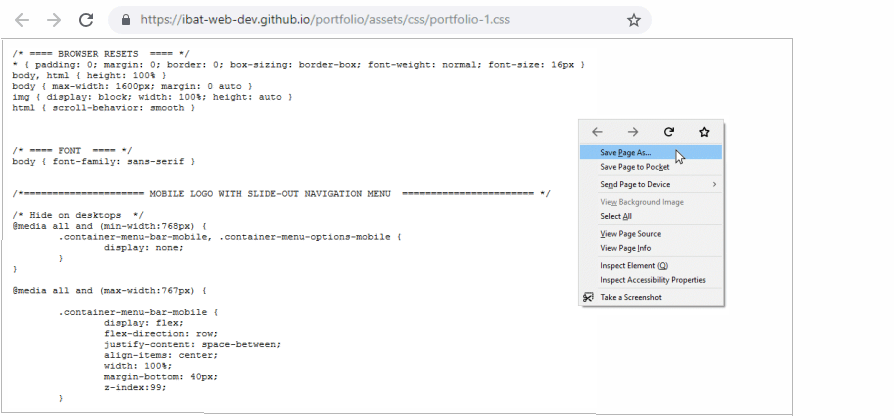 https://ibat-web-dev.github.io/portfolio/assets/css/portfolio-1.css
/* ==== BROWSER RESETS  ==== */
* { padding: 0; margin: 0; border: 0; box-sizing: border-box; font-weight: normal; font-size: 16px }
body, html { height: 100% }
body { max-width: 1600px; margin: 0 auto }
img { display: block; width: 100%; height: auto }
html { scroll-behavior: smooth }
/* ==== FONT  ==== */
body { font-family: sans-serif }
/*===================== MOBILE LOGO WITH SLIDE-OUT NAVIGATION MENU  ======================= */
/* Hide on desktops  */
@media all and (min-width:768px) {
.container-menu-bar-mobile, .container-menu-options-mobile {
display: none;
}
}
@media all and (max-width:767px) {
.container-menu-bar-mobile {
display: flex;
flex-direction: row;
justify-content: space-between;
align-items: center;
width: 100%;
margin-bottom: 40px;
z-index:99;
}
Save Page As...
Save Page to Pocket
Send Page to Device
View Background Image
Select All
View Page Source
View Page Info
Inspect Element (Q)
Inspect Accessibility Properties
Take a Screenshot